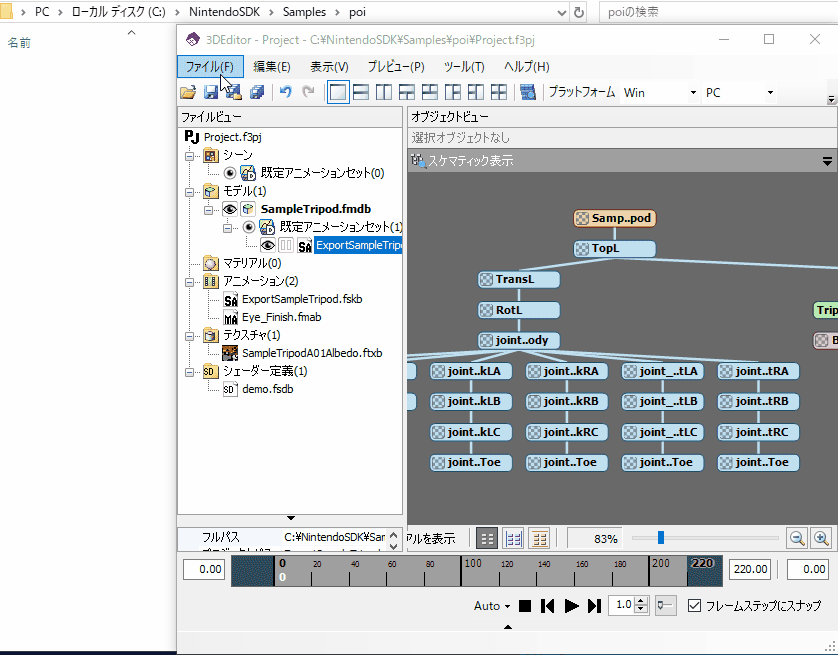 PC > ローカル ディスク (C:) > NintendoSDK > Samples > poi
poiの検索
名前
3DEditor - Project - C:¥NintendoSDK¥Samples¥poi¥Project.f3pj
ファイル(F) 編集(E) 表示(V) プレビュー(P) ツール(T) ヘルプ(H)
プラットフォーム Win PC
ファイルビュー
Project.f3pj
シーン
既定アニメーションセット(0)
モデル(1)
SampleTripod.fmdb
既定アニメーションセット(1)
ExportSampleTripo
マテリアル(0)
アニメーション(2)
ExportSampleTripod.fskb
Eye_Finish.fmab
テクスチャ(1)
SampleTripodA01Albedo.ftxb
シェーダー定義(1)
demo.fsdb
フルパス C:¥NintendoSDK¥Sar
オブジェクトビュー
選択オブジェクトなし
スケマティック表示
Samp..pod
TopL
TransL
RotL Trip
joint..ody B
joint..kLA joint..kRA joint_..tLA joint..tRA
joint..kLB joint..kRB joint_..tLB joint..tRB
joint..kLC joint..kRC joint_..tLC joint..tRC
joint..Toe joint..Toe joint..Toe joint..Toe
アルを表示 83%
0.00 0 20 40 60 80 100 120 140 160 180 200 220 220.00 0.00
0
Auto 1.0 フレームステップにスナップ